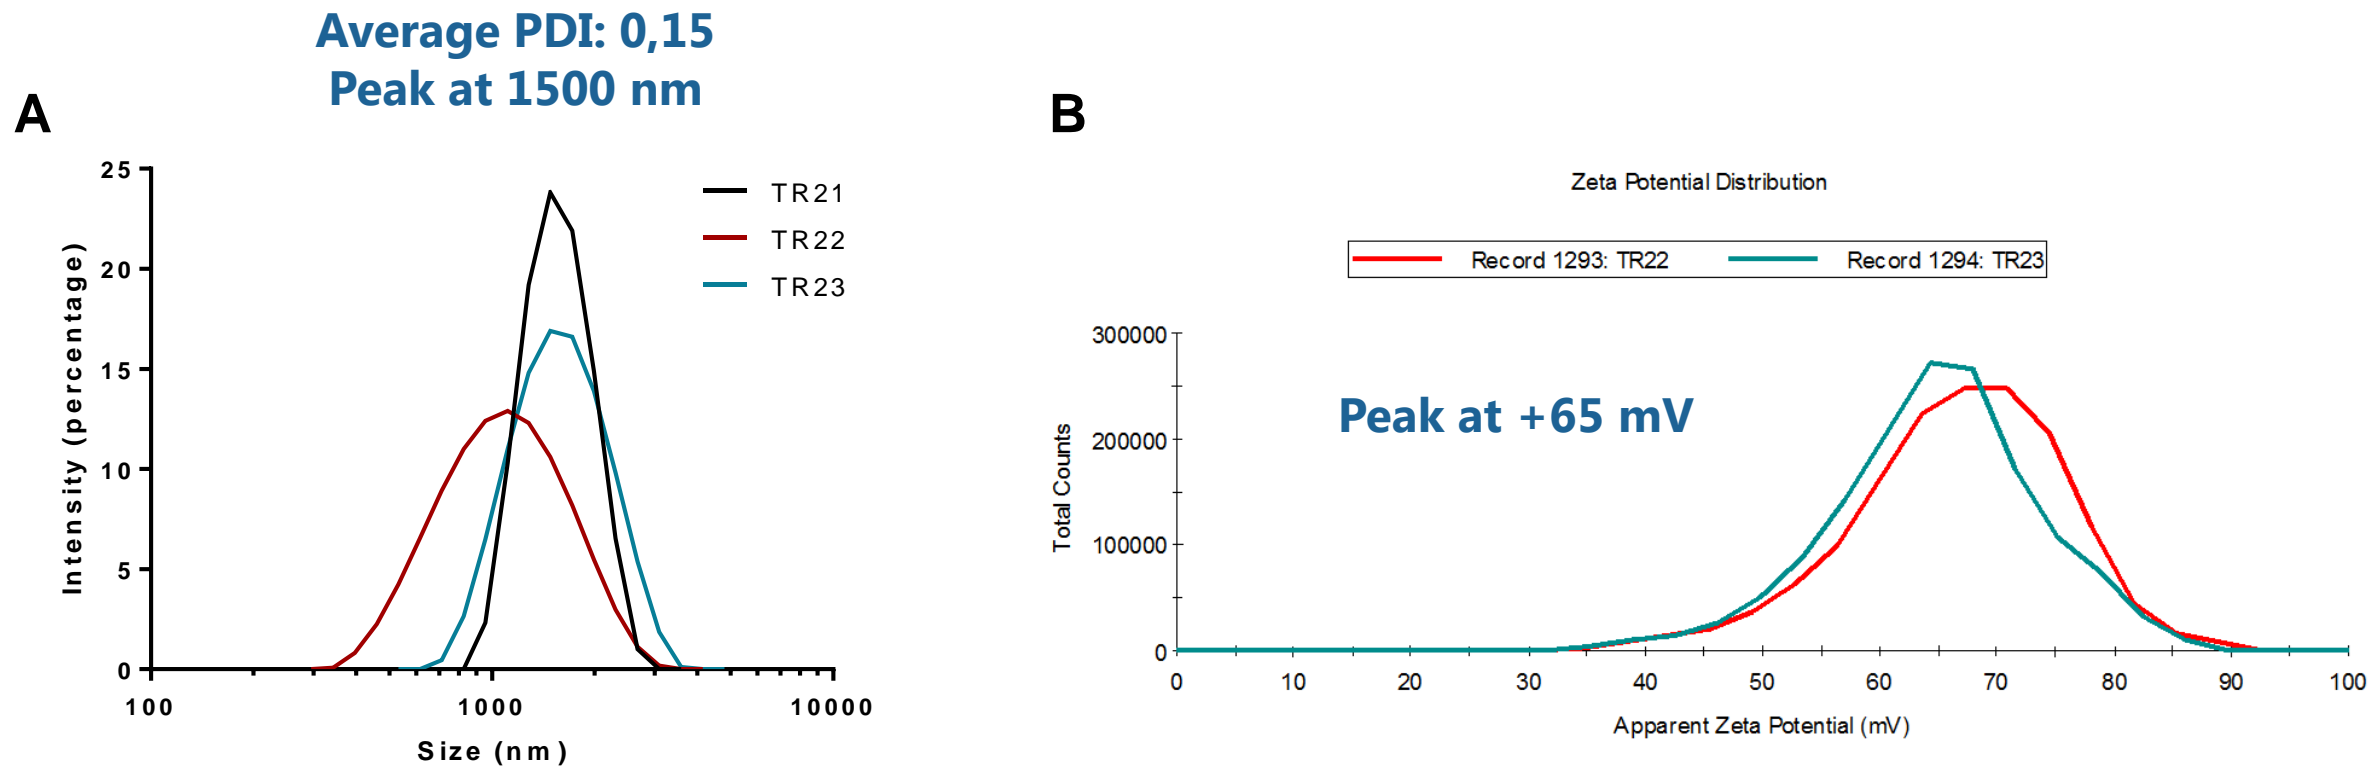 Average PDI: 0,15
Peak at 1500 nm
A
25
20
15
10
5
0
100
1000
10000
Intensity (percentage)
Size (nm)
TR21
TR22
TR23
B
Zeta Potential Distribution
Record 1293: TR22 Record 1294: TR23
Peak at +65 mV
300000
200000
100000
0
Total Counts
0 10 20 30 40 50 60 70 80 90 100
Apparent Zeta Potential (mV)